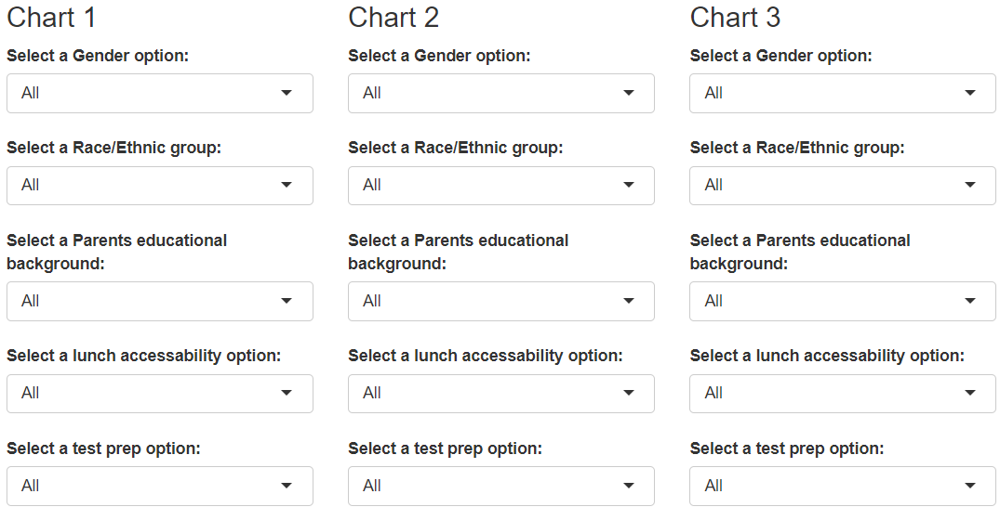 Chart 1
Select a Gender option:
All
Select a Race/Ethnic group:
All
Select a Parents educational
background:
All
Select a lunch accessability option:
All
Select a test prep option:
All
Chart 2
Select a Gender option:
All
Select a Race/Ethnic group:
All
Select a Parents educational
background:
All
Select a lunch accessability option:
All
Select a test prep option:
All
Chart 3
Select a Gender option:
All
Select a Race/Ethnic group:
All
Select a Parents educational
background:
All
Select a lunch accessability option:
All
Select a test prep option:
All